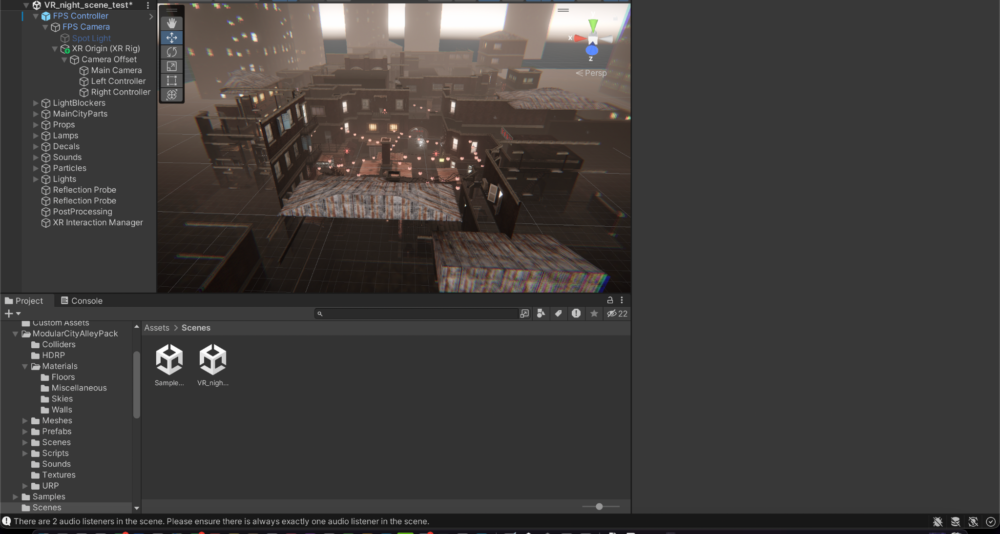 VR_night_scene_test*
FPS Controller
FPS Camera
Spot Light
XR Origin (XR Rig)
Camera Offset
Main Camera
Left Controller
Right Controller
LightBlockers
MainCityParts
Props
Lamps
Decals
Sounds
Particles
Lights
Reflection Probe
Reflection Probe
PostProcessing
XR Interaction Manager
x
z
Persp
Project
Console
22
Custom Assets
ModularCityAlleyPack
Colliders
HDRP
Materials
Floors
Miscellaneous
Skies
Walls
Meshes
Prefabs
Scenes
Scripts
Sounds
Textures
URP
Samples
Scenes
Assets > Scenes
Sample...
VR_nigh...
There are 2 audio listeners in the scene. Please ensure there is always exactly one audio listener in the scene.